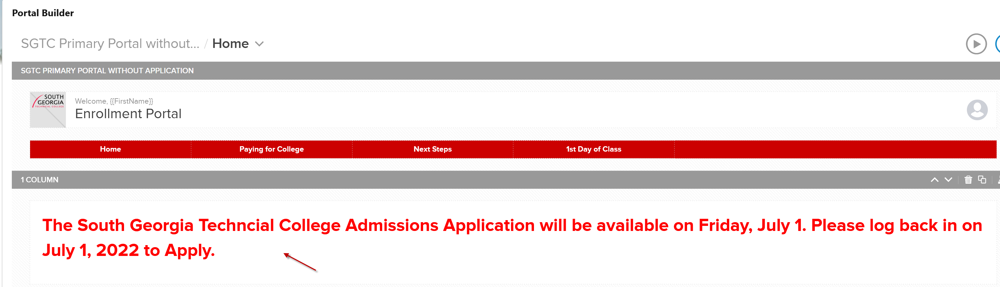 Portal Builder
SGTC Primary Portal without... / Home
SGTC PRIMARY PORTAL WITHOUT APPLICATION
SOUTH
GEORGIA
TECHNICAL COLLEGE
Welcome, {{FirstName}}
Enrollment Portal
Home Paying for College Next Steps 1st Day of Class
1 COLUMN
The South Georgia Techncial College Admissions Application will be available on Friday, July 1. Please log back in on
July 1, 2022 to Apply.